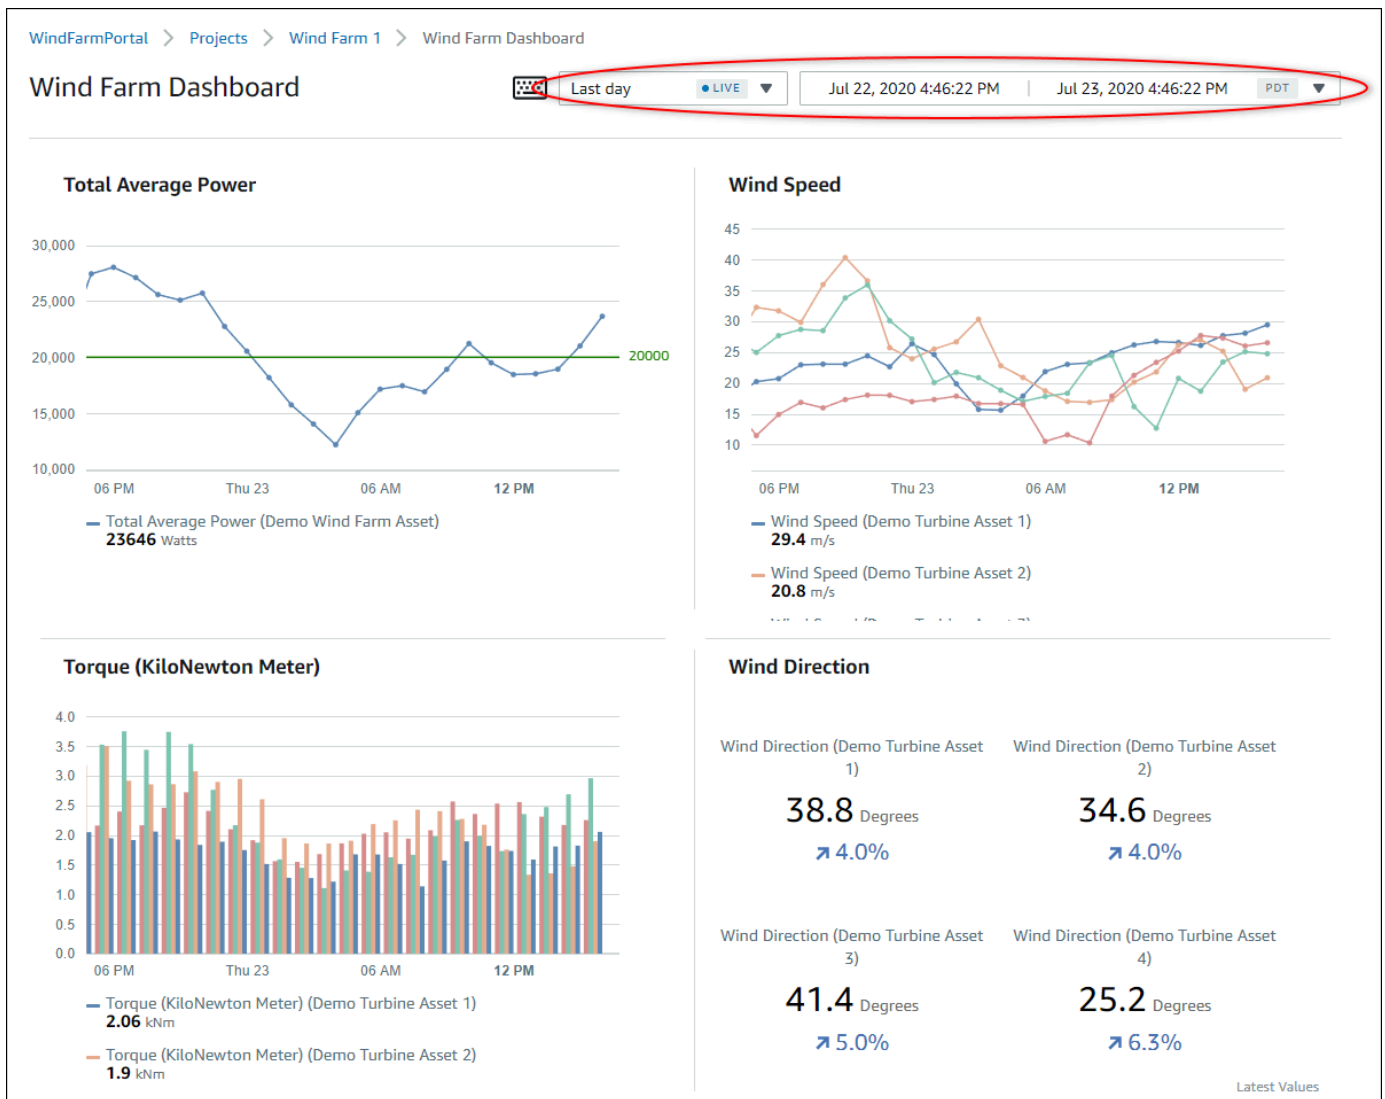 WindFarmPortal > Projects > Wind Farm 1 > Wind Farm Dashboard
Wind Farm Dashboard
Last day LIVE
Jul 22, 2020 4:46:22 PM | Jul 23, 2020 4:46:22 PM PDT
Total Average Power
30,000
25,000
20,000
15,000
10,000
20000
06 PM Thu 23 06 AM 12 PM
Total Average Power (Demo Wind Farm Asset)
23646 Watts
Wind Speed
45
40
35
30
25
20
15
10
06 PM Thu 23 06 AM 12 PM
Wind Speed (Demo Turbine Asset 1)
29.4 m/s
Wind Speed (Demo Turbine Asset 2)
20.8 m/s
Torque (KiloNewton Meter)
4.0
3.5
3.0
2.5
2.0
1.5
1.0
0.5
0.0
06 PM Thu 23 06 AM 12 PM
Torque (KiloNewton Meter) (Demo Turbine Asset 1)
2.06 kNm
Torque (KiloNewton Meter) (Demo Turbine Asset 2)
1.9 kNm
Wind Direction
Wind Direction (Demo Turbine Asset
1)
38.8 Degrees
4.0%
Wind Direction (Demo Turbine Asset
2)
34.6 Degrees
4.0%
Wind Direction (Demo Turbine Asset
3)
41.4 Degrees
5.0%
Wind Direction (Demo Turbine Asset
4)
25.2 Degrees
6.3%
Latest Values